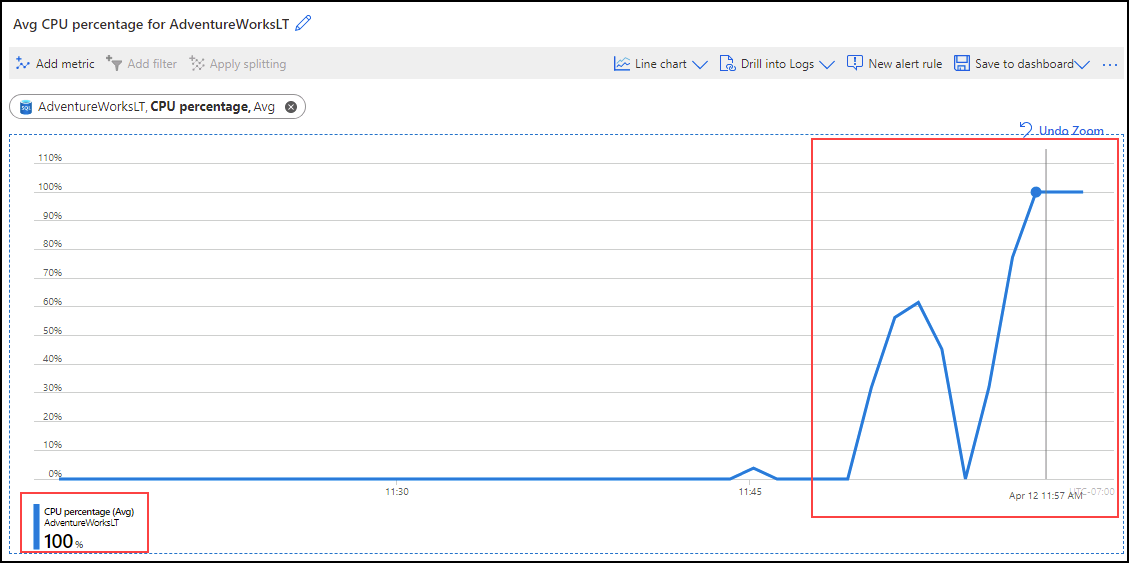 Avg CPU percentage for AdventureWorksLT
Add metric Add filter Apply splitting Line chart Drill into Logs New alert rule Save to dashboard ...
SQL AdventureWorksLT, CPU percentage, Avg
Undo Zoom
110%
100%
90%
80%
70%
60%
50%
40%
30%
20%
10%
0%
11:30 11:45 Apr 12 11:57 AM UTC-07:00
CPU percentage (Avg)
AdventureWorksLT
100 %